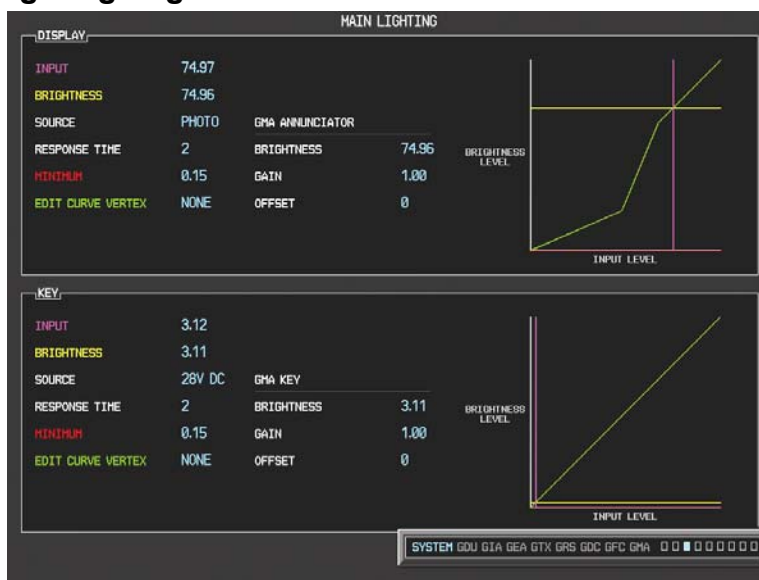 MAIN LIGHTING
DISPLAY
INPUT 74.97
BRIGHTNESS 74.96
SOURCE PHOTO GMA ANNUNCIATOR
RESPONSE TIME 2 BRIGHTNESS 74.96
MINIMUM 0.15 GAIN 1.00
EDIT CURVE VERTEX NONE OFFSET 0
BRIGHTNESS
LEVEL
INPUT LEVEL
KEY
INPUT 3.12
BRIGHTNESS 3.11
SOURCE 28V DC GMA KEY
RESPONSE TIME 2 BRIGHTNESS 3.11
MINIMUM 0.15 GAIN 1.00
EDIT CURVE VERTEX NONE OFFSET 0
BRIGHTNESS
LEVEL
INPUT LEVEL
SYSTEM GDU GIA GEA GTX GRS GDC GFC GMA